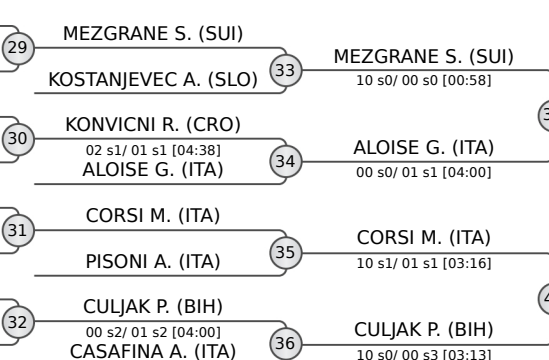 29
MEZGRANE S. (SUI)
KOSTANJEVEC A. (SLO)
33
MEZGRANE S. (SUI)
10 s0/ 00 s0 [00:58]
30
KONVICNI R. (CRO)
02 s1/ 01 s1 [04:38]
ALOISE G. (ITA)
34
ALOISE G. (ITA)
00 s0/ 01 s1 [04:00]
31
CORSI M. (ITA)
PISONI A. (ITA)
35
CORSI M. (ITA)
10 s1/ 01 s1 [03:16]
32
CULJAK P. (BIH)
00 s2/ 01 s2 [04:00]
CASAFINA A. (ITA)
36
CULJAK P. (BIH)
10 s0/ 00 s3 [03:13]